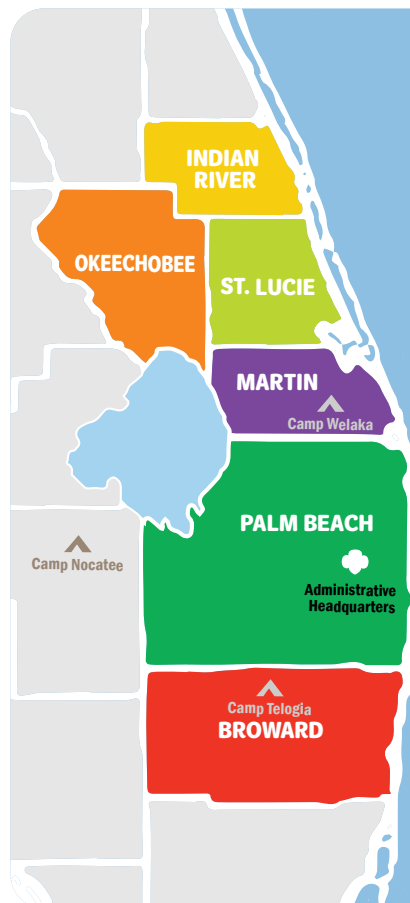 INDIAN
RIVER
OKEECHOBEE
ST. LUCIE
MARTIN
Camp Welaka
PALM BEACH
Camp Nocatee
Administrative
Headquarters
Camp Telogia
BROWARD